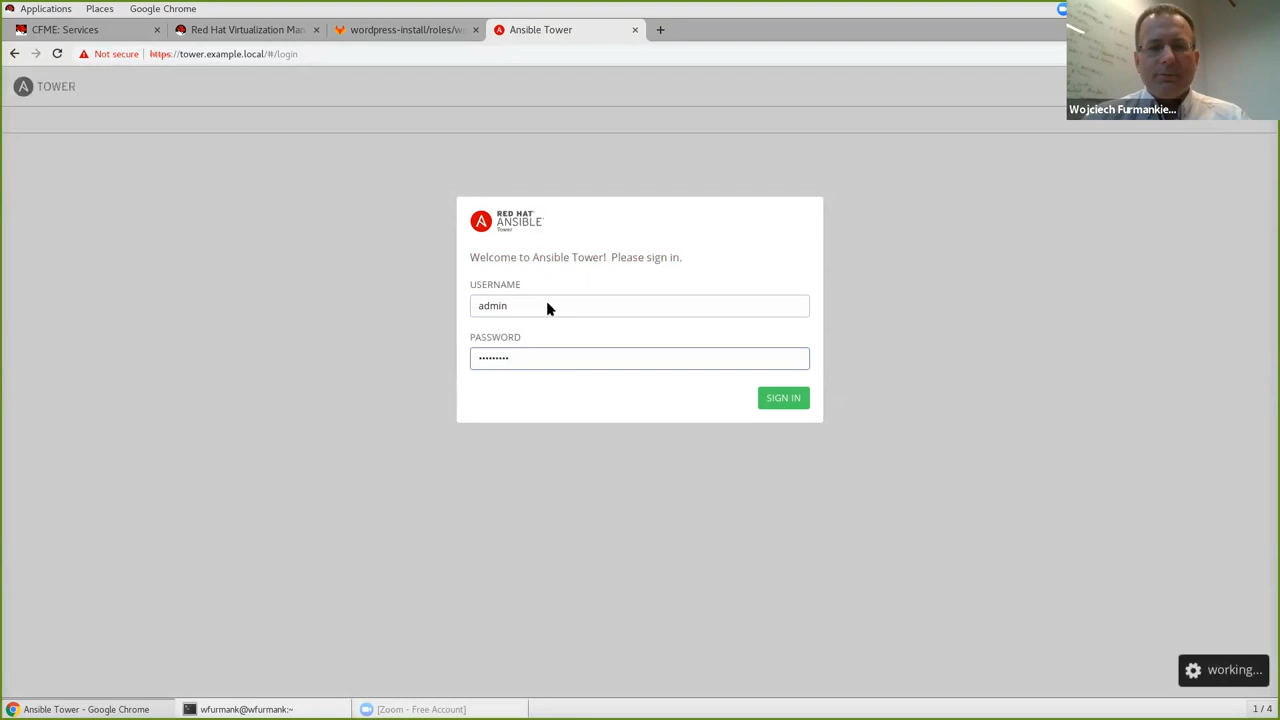 Applications Places Google Chrome
CFME: Services
Red Hat Virtualization Man
wordpress-install/roles/w
Ansible Tower
Not secure https://tower.example.local/#/login
TOWER
Wojciech Furmankie...
RED HAT
ANSIBLE
Tower
Welcome to Ansible Tower! Please sign in.
USERNAME
admin
PASSWORD
•••••••••
SIGN IN
working...
Ansible Tower - Google Chrome
wfurmank@wfurmank:~
[Zoom - Free Account]
1 / 4